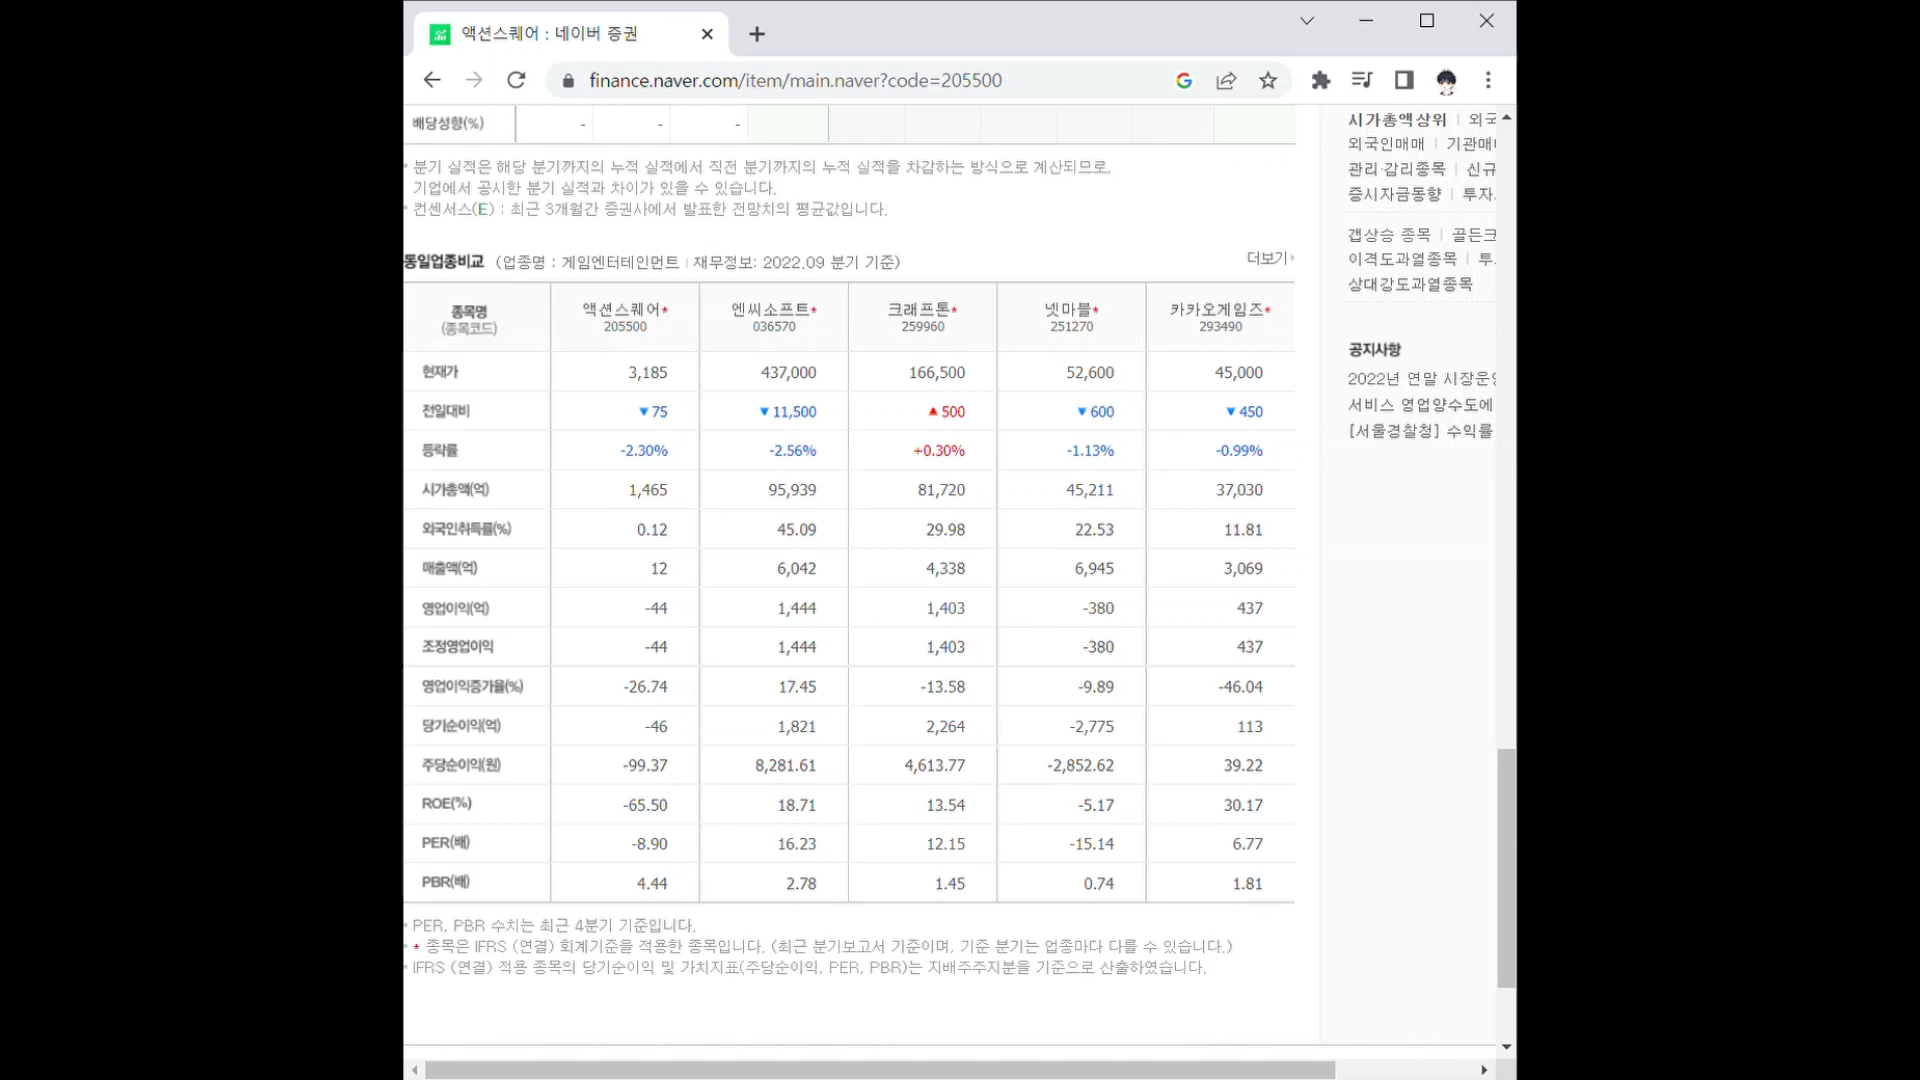 액션스퀘어 : 네이버 증권
finance.naver.com/item/main.naver?code=205500
배당성향(%) - - -
분기 실적은 해당 분기까지의 누적 실적에서 직전 분기까지의 누적 실적을 차감하는 방식으로 계산되므로,
기업에서 공시한 분기 실적과 차이가 있을 수 있습니다.
컨센서스(E) : 최근 3개월간 증권사에서 발표한 전망치의 평균값입니다.
동일업종비교 (업종명 : 게임엔터테인먼트 | 재무정보: 2022.09 분기 기준) 더보기
종목명 액션스퀘어* 엔씨소프트* 크래프톤* 넷마블* 카카오게임즈*
(종목코드) 205500 036570 259960 251270 293490
현재가 3,185 437,000 166,500 52,600 45,000
전일대비 ▼75 ▼11,500 ▲500 ▼600 ▼450
등락률 -2.30% -2.56% +0.30% -1.13% -0.99%
시가총액(억) 1,465 95,939 81,720 45,211 37,030
외국인취득률(%) 0.12 45.09 29.98 22.53 11.81
매출액(억) 12 6,042 4,338 6,945 3,069
영업이익(억) -44 1,444 1,403 -380 437
조정영업이익 -44 1,444 1,403 -380 437
영업이익증가율(%) -26.74 17.45 -13.58 -9.89 -46.04
당기순이익(억) -46 1,821 2,264 -2,775 113
주당순이익(원) -99.37 8,281.61 4,613.77 -2,852.62 39.22
ROE(%) -65.50 18.71 13.54 -5.17 30.17
PER(배) -8.90 16.23 12.15 -15.14 6.77
PBR(배) 4.44 2.78 1.45 0.74 1.81
PER, PBR 수치는 최근 4분기 기준입니다.
* 종목은 IFRS (연결) 회계기준을 적용한 종목입니다. (최근 분기보고서 기준이며, 기준 분기는 업종마다 다를 수 있습니다.)
IFRS (연결) 적용 종목의 당기순이익 및 가치지표(주당순이익, PER, PBR)는 지배주주지분을 기준으로 산출하였습니다.
시가총액상위 | 외국
외국인매매 | 기관매
관리·감리종목 | 신규
증시자금동향 | 투자
갭상승 종목 | 골든크
이격도과열종목 | 투
상대강도과열종목
공지사항
2022년 연말 시장운영
서비스 영업양수도에
[서울경찰청] 수익률